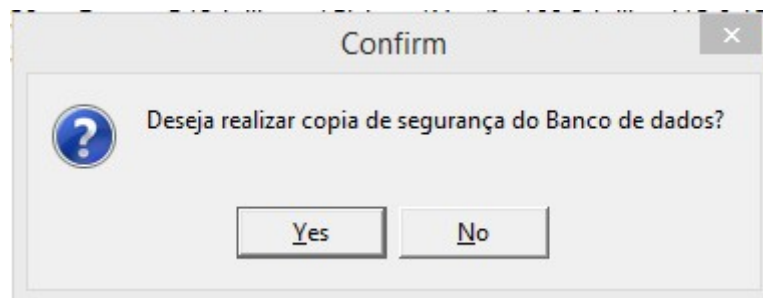 Confirm
Deseja realizar copia de segurança do Banco de dados?
Yes
No